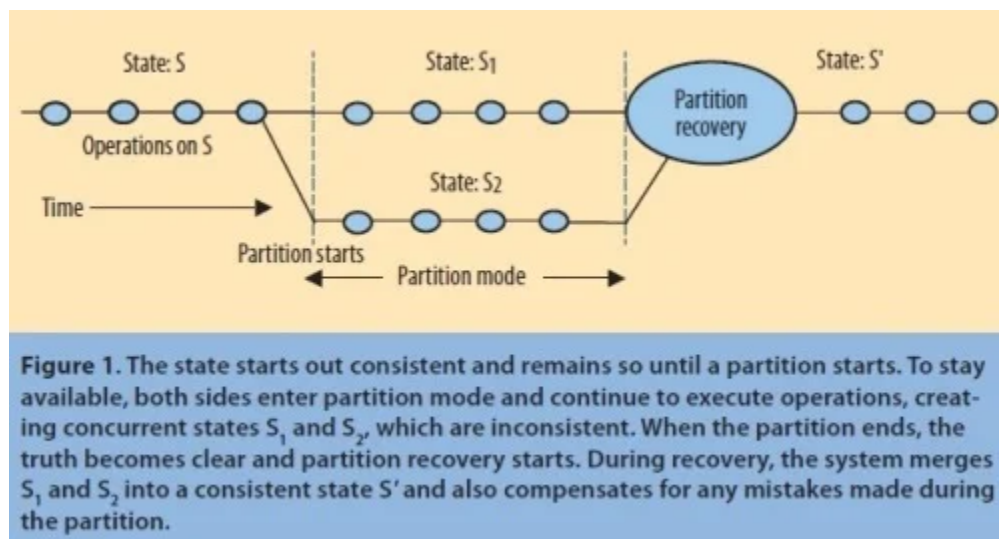 State: S
State: S1
State: S'
Partition
recovery
Operations on S
State: S2
Time
Partition starts
Partition mode
Figure 1. The state starts out consistent and remains so until a partition starts. To stay
available, both sides enter partition mode and continue to execute operations, creat-
ing concurrent states S1 and S2, which are inconsistent. When the partition ends, the
truth becomes clear and partition recovery starts. During recovery, the system merges
S1 and S2 into a consistent state S' and also compensates for any mistakes made during
the partition.